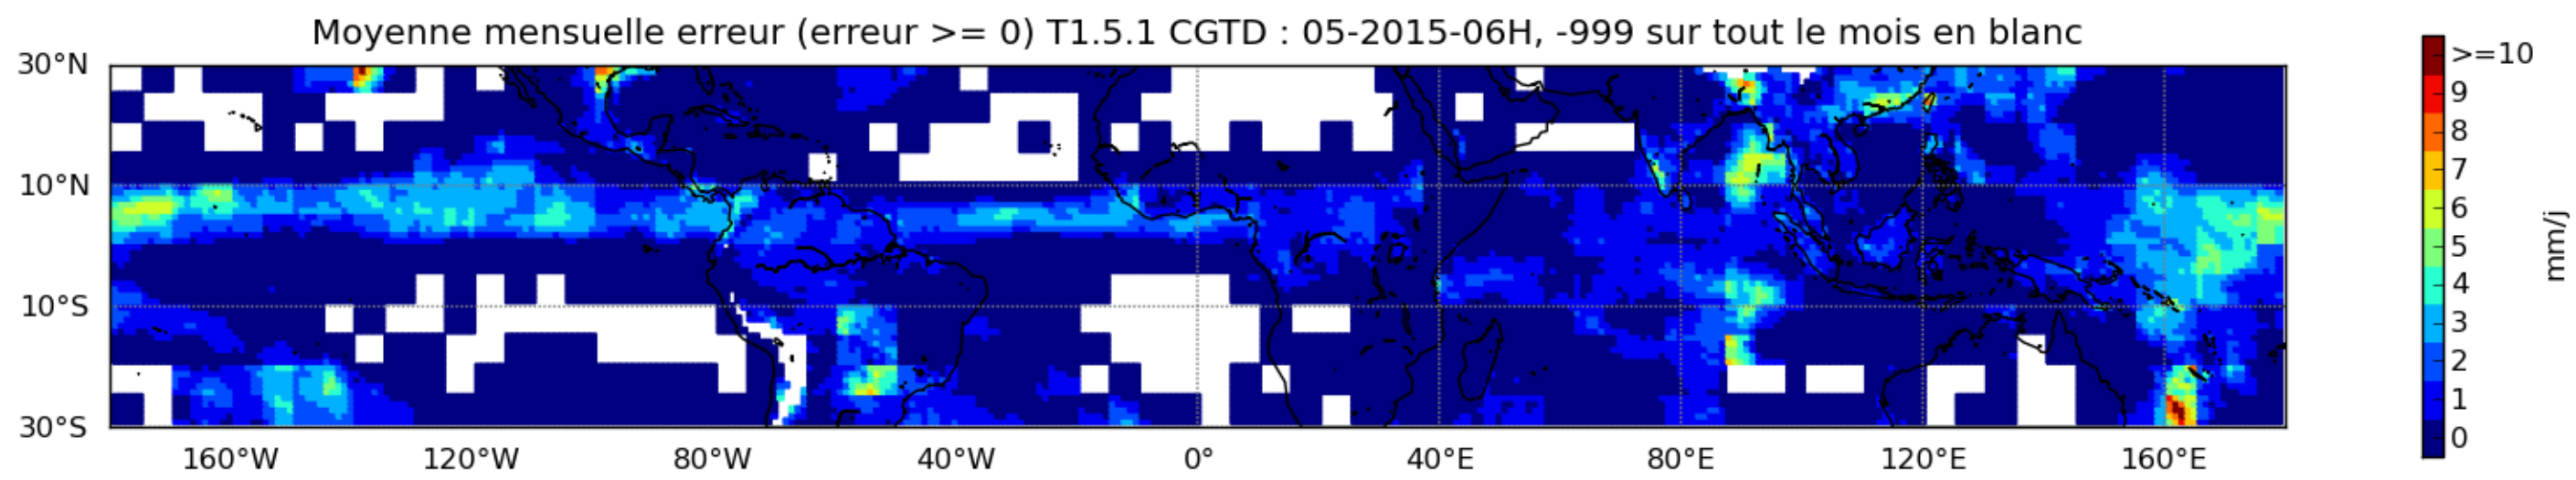 Moyenne mensuelle erreur (erreur >= 0) T1.5.1 CGTD : 05-2015-06H, -999 sur tout le mois en blanc
30°N
10°N
10°S
30°S
160°W 120°W 80°W 40°W 0° 40°E 80°E 120°E 160°E
>=10
9
8
7
6
5
4
3
2
1
0
mm/j